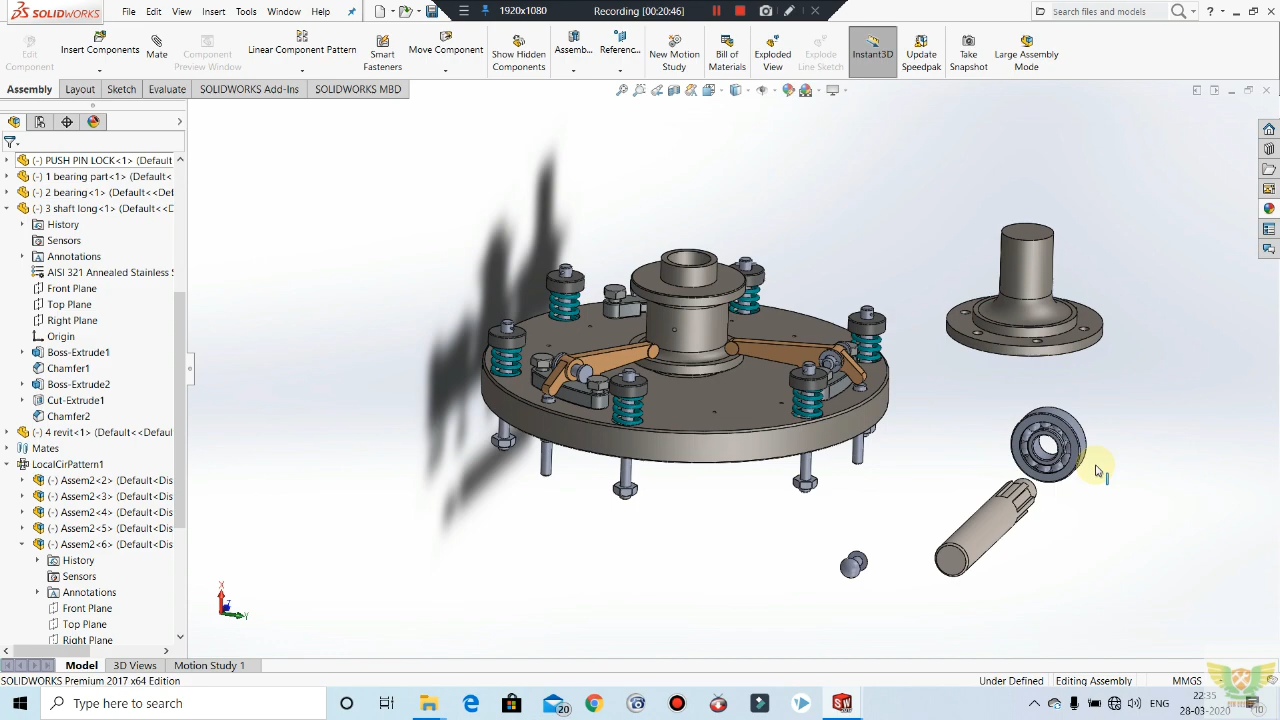 SOLIDWORKS
File
Edit
View
Insert
Tools
Window
Help
1920x1080
Recording [00:20:46]
Search files and models
?
Edit
Component
Insert Components
Mate
Component
Preview Window
Linear Component Pattern
Smart
Fasteners
Move Component
Show Hidden
Components
Assemb...
Referenc...
New Motion
Study
Bill of
Materials
Exploded
View
Explode
Line Sketch
Instant3D
Update
Speedpak
Take
Snapshot
Large Assembly
Mode
Assembly
Layout
Sketch
Evaluate
SOLIDWORKS Add-Ins
SOLIDWORKS MBD
(-) PUSH PIN LOCK<1> (Default
(-) 1 bearing part<1> (Default<
(-) 2 bearing<1> (Default<<Def
(-) 3 shaft long<1> (Default<<D
History
Sensors
Annotations
AISI 321 Annealed Stainless S
Front Plane
Top Plane
Right Plane
Origin
Boss-Extrude1
Chamfer1
Boss-Extrude2
Cut-Extrude1
Chamfer2
(-) 4 revit<1> (Default<<Defaul
Mates
LocalCirPattern1
(-) Assem2<2> (Default<Dis
(-) Assem2<3> (Default<Dis
(-) Assem2<4> (Default<Dis
(-) Assem2<5> (Default<Dis
(-) Assem2<6> (Default<Dis
History
Sensors
Annotations
Front Plane
Top Plane
Right Plane
X
Y
Model
3D Views
Motion Study 1
SOLIDWORKS Premium 2017 x64 Edition
Under Defined
Editing Assembly
MMGS
Type here to search
20
ENG
22:35
28-03-2020
10